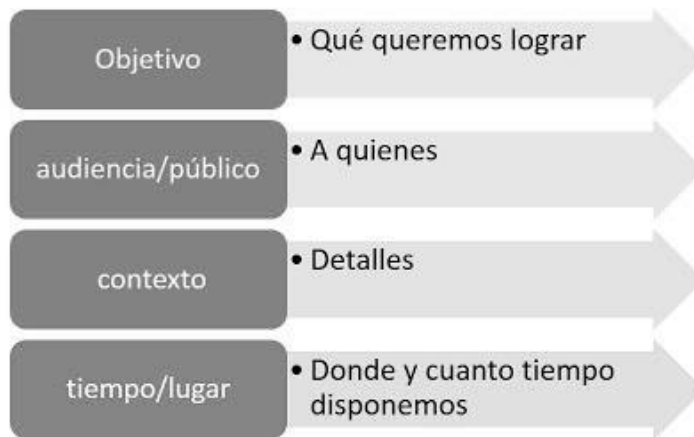 Objetivo
• Qué queremos lograr
audiencia/público
• A quienes
contexto
• Detalles
tiempo/lugar
• Donde y cuanto tiempo
disponemos